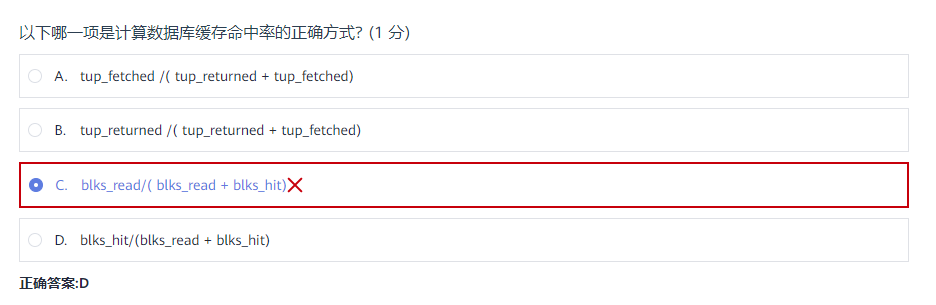 以下哪一项是计算数据库缓存命中率的正确方式? (1 分)
A. tup_fetched /( tup_returned + tup_fetched)
B. tup_returned /( tup_returned + tup_fetched)
C. blks_read/( blks_read + blks_hit)
D. blks_hit/(blks_read + blks_hit)
正确答案:D